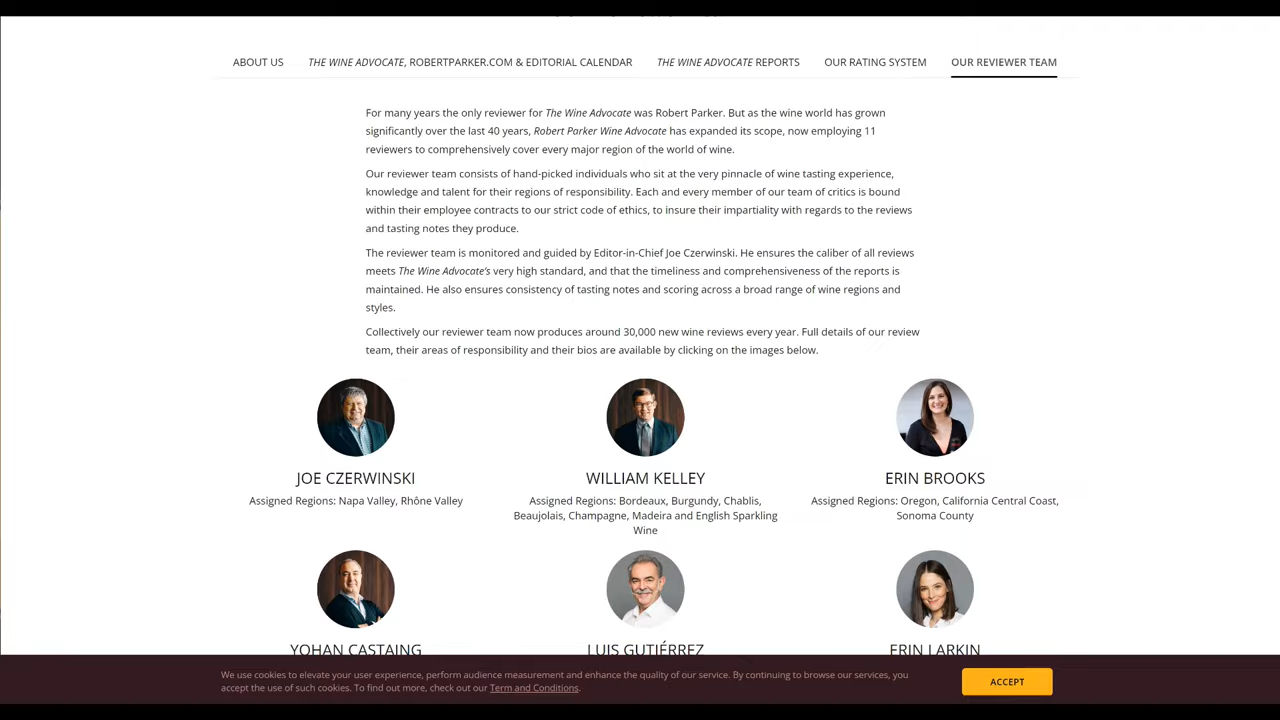 ABOUT US THE WINE ADVOCATE, ROBERTPARKER.COM & EDITORIAL CALENDAR THE WINE ADVOCATE REPORTS OUR RATING SYSTEM OUR REVIEWER TEAM
For many years the only reviewer for The Wine Advocate was Robert Parker. But as the wine world has grown
significantly over the last 40 years, Robert Parker Wine Advocate has expanded its scope, now employing 11
reviewers to comprehensively cover every major region of the world of wine.
Our reviewer team consists of hand-picked individuals who sit at the very pinnacle of wine tasting experience,
knowledge and talent for their regions of responsibility. Each and every member of our team of critics is bound
within their employee contracts to our strict code of ethics, to insure their impartiality with regards to the reviews
and tasting notes they produce.
The reviewer team is monitored and guided by Editor-in-Chief Joe Czerwinski. He ensures the caliber of all reviews
meets The Wine Advocate's very high standard, and that the timeliness and comprehensiveness of the reports is
maintained. He also ensures consistency of tasting notes and scoring across a broad range of wine regions and
styles.
Collectively our reviewer team now produces around 30,000 new wine reviews every year. Full details of our review
team, their areas of responsibility and their bios are available by clicking on the images below.
JOE CZERWINSKI
Assigned Regions: Napa Valley, Rhône Valley
WILLIAM KELLEY
Assigned Regions: Bordeaux, Burgundy, Chablis,
Beaujolais, Champagne, Madeira and English Sparkling
Wine
ERIN BROOKS
Assigned Regions: Oregon, California Central Coast,
Sonoma County
YOHAN CASTAING
LUIS GUTIÉRREZ
ERIN LARKIN
We use cookies to elevate your user experience, perform audience measurement and enhance the quality of our service. By continuing to browse our services, you
accept the use of such cookies. To find out more, check out our Term and Conditions.
ACCEPT